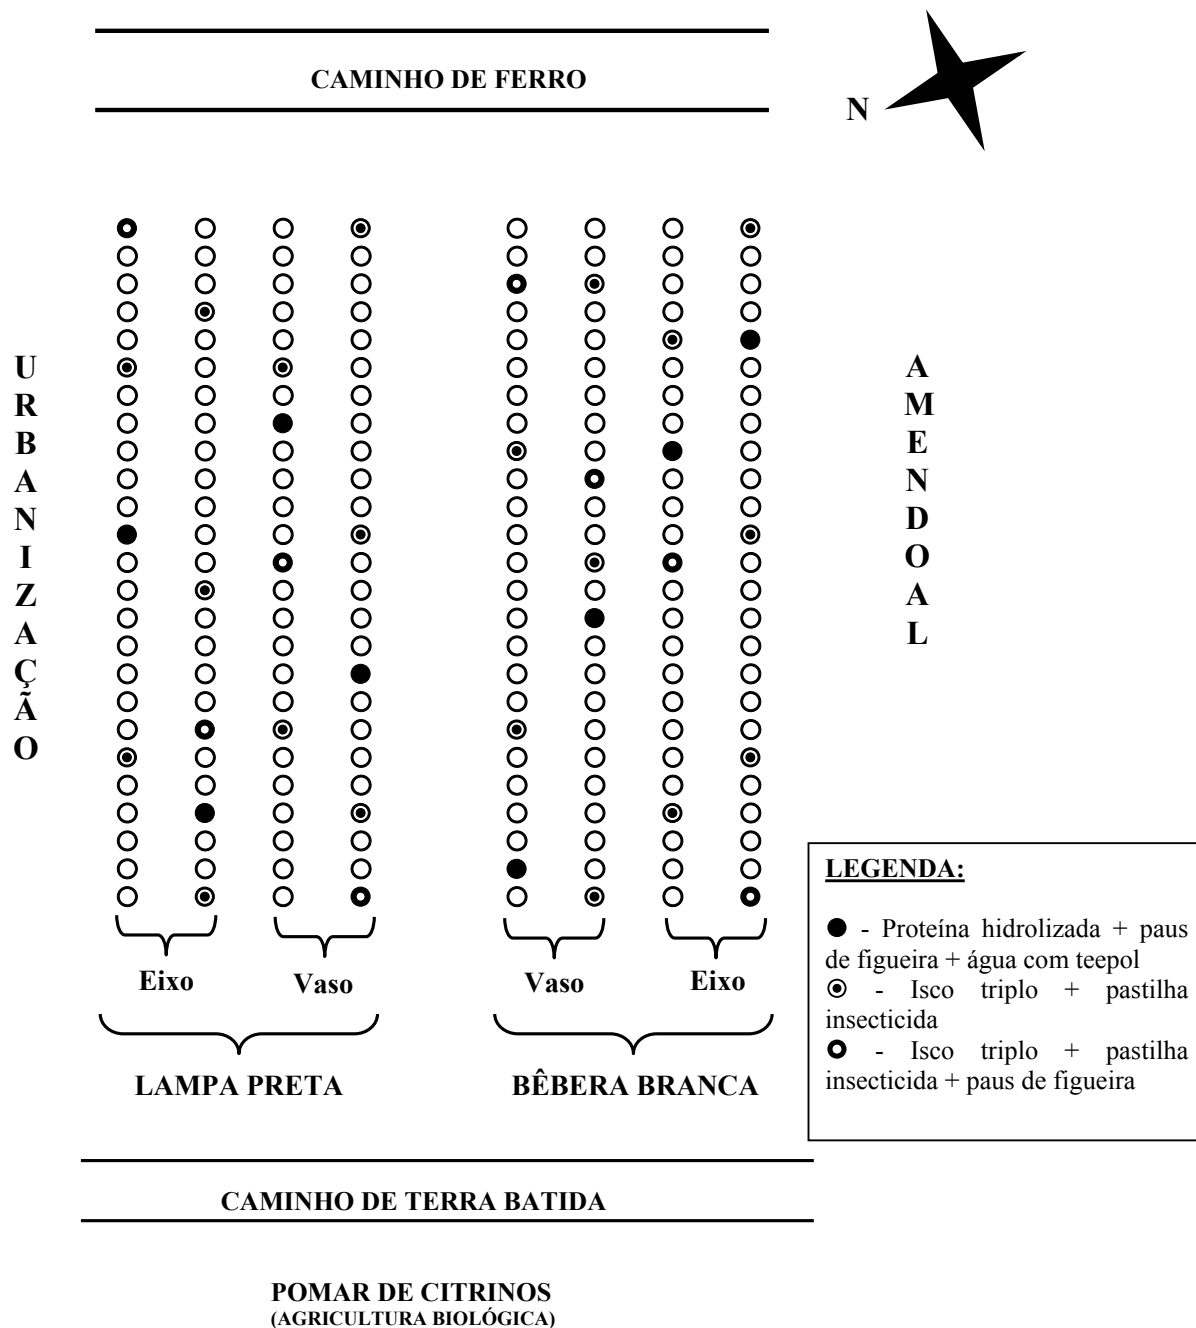 CAMINHO DE FERRO
N
URBANIZAÇÃO
AMENDOAL
LEGENDA:
- Proteína hidrolizada + paus
de figueira + água com teepol
- Isco triplo + pastilha
insecticida
- Isco triplo + pastilha
insecticida + paus de figueira
Eixo Vaso Vaso Eixo
LAMPA PRETA BÊBERA BRANCA
CAMINHO DE TERRA BATIDA
POMAR DE CITRINOS
(AGRICULTURA BIOLÓGICA)